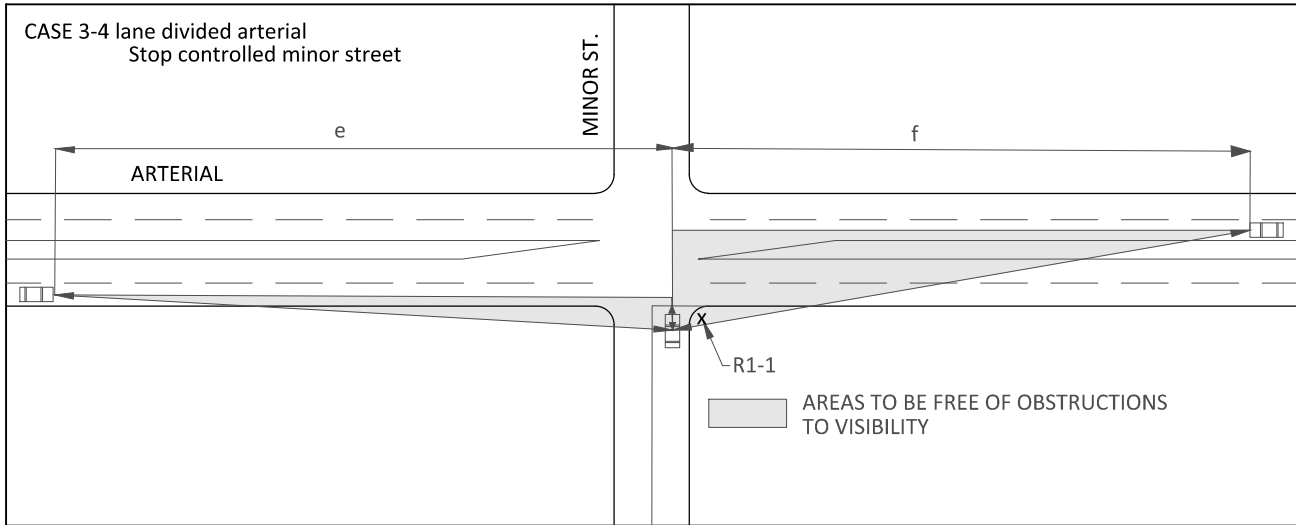 CASE 3-4 lane divided arterial
Stop controlled minor street
MINOR ST.
e
f
ARTERIAL
X
R1-1
AREAS TO BE FREE OF OBSTRUCTIONS
TO VISIBILITY